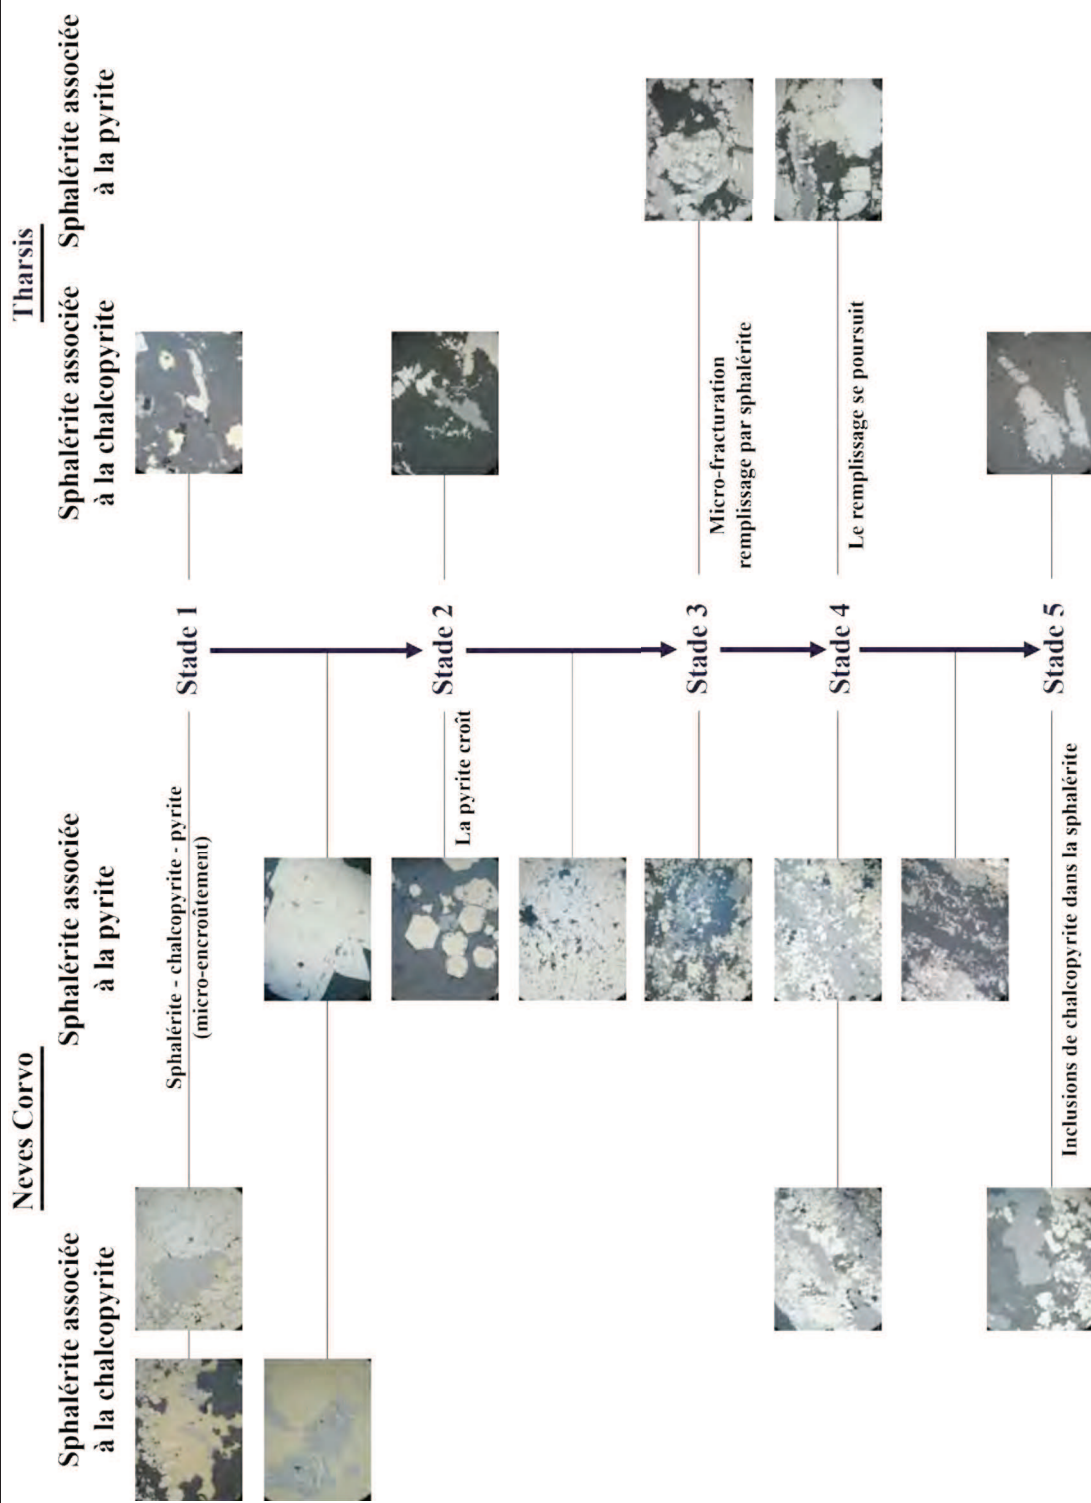 Neves Corvo
Tharsis
Sphalérite associée
à la chalcopyrite
Sphalérite associée
à la pyrite
Sphalérite associée
à la chalcopyrite
Sphalérite associée
à la pyrite
Sphalérite - chalcopyrite - pyrite
(micro-encroûtement)
Stade 1
La pyrite croît
Stade 2
Stade 3
Micro-fracturation
remplissage par sphalérite
Stade 4
Le remplissage se poursuit
Inclusions de chalcopyrite dans la sphalérite
Stade 5